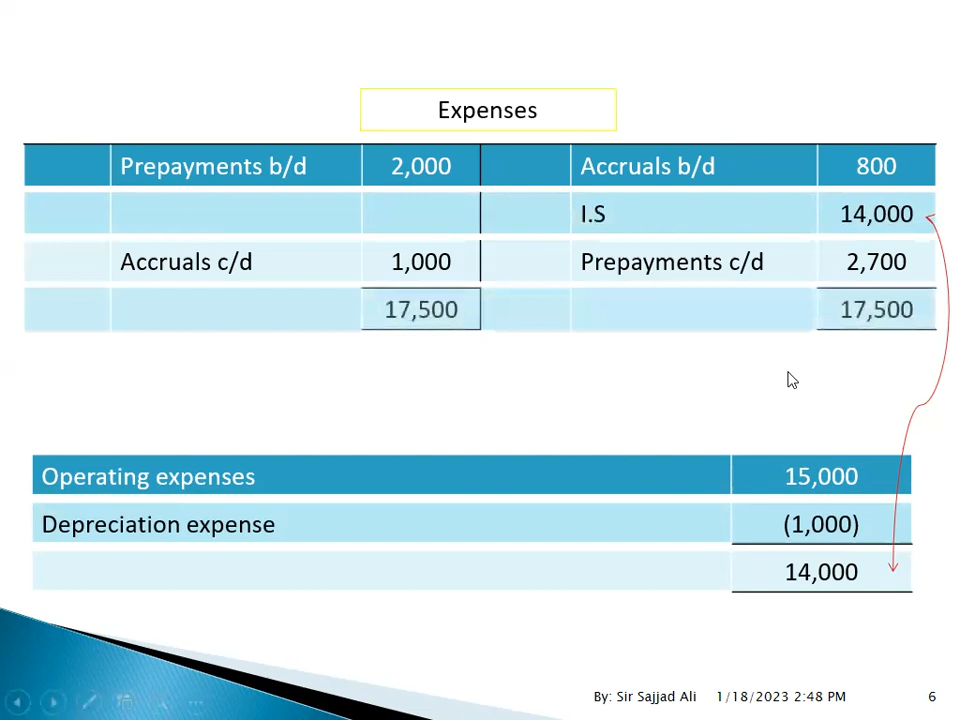 Expenses
Prepayments b/d 2,000 Accruals b/d 800
I.S 14,000
Accruals c/d 1,000 Prepayments c/d 2,700
17,500 17,500
Operating expenses 15,000
Depreciation expense (1,000)
14,000
By: Sir Sajjad Ali 1/18/2023 2:48 PM 6